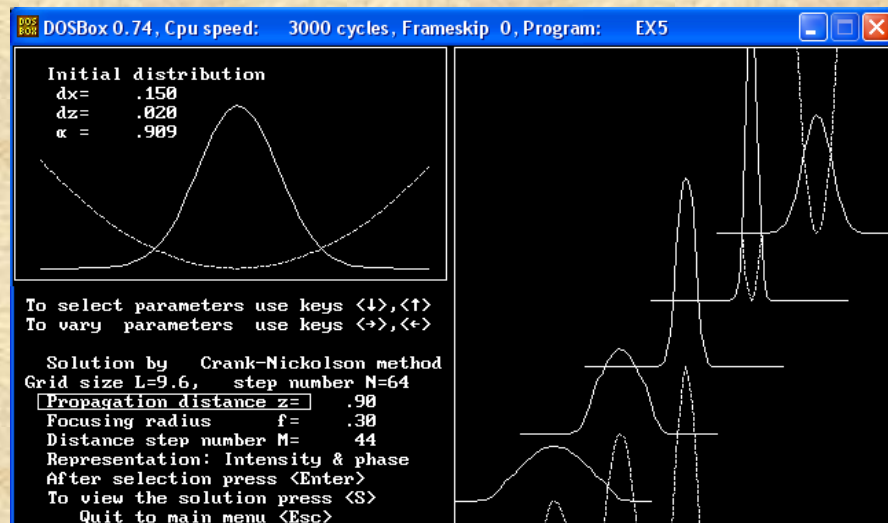 DOSBox 0.74, Cpu speed: 3000 cycles, Frameskip 0, Program: EX5
Initial distribution
dx= .150
dz= .020
α = .909
To select parameters use keys <↓>,<↑>
To vary parameters use keys <→>,<←>
Solution by Crank-Nickolson method
Grid size L=9.6, step number N=64
Propagation distance z= .90
Focusing radius f= .30
Distance step number M= 44
Representation: Intensity & phase
After selection press <Enter>
To view the solution press <S>
Quit to main menu <Esc>